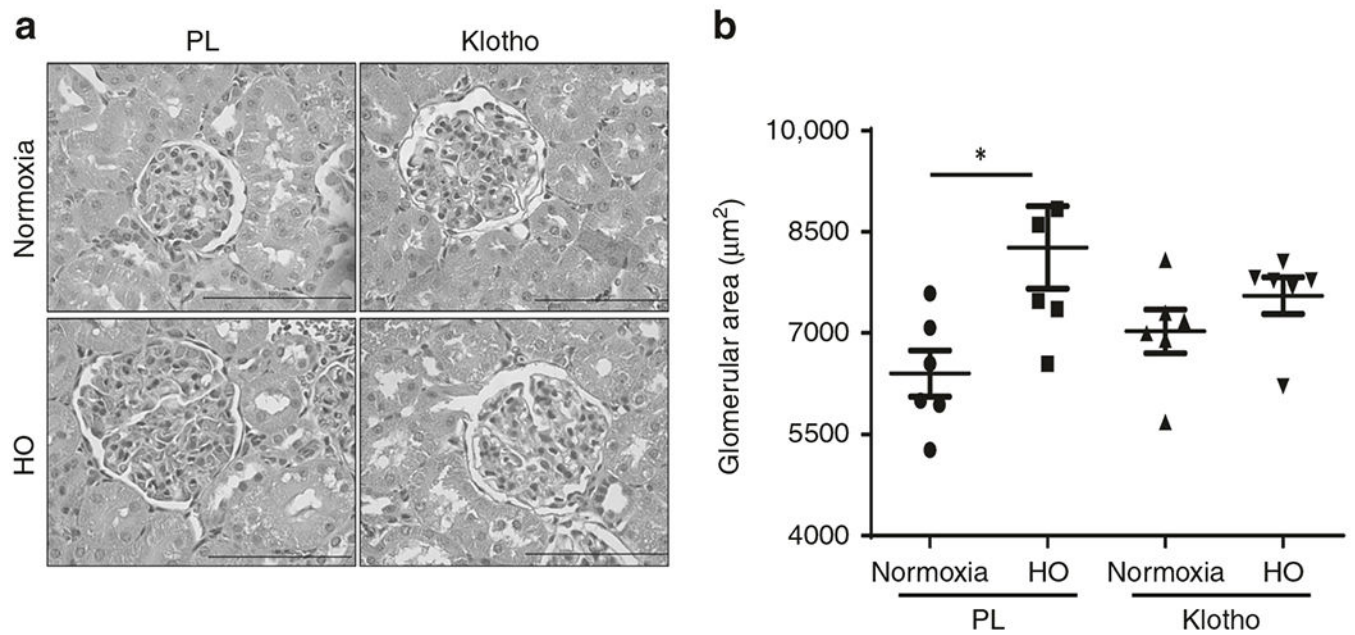 a
PL
Klotho
Normoxia
HO
b
Glomerular area (μm²)
10,000
8500
7000
5500
4000
*
Normoxia
HO
Normoxia
HO
PL
Klotho